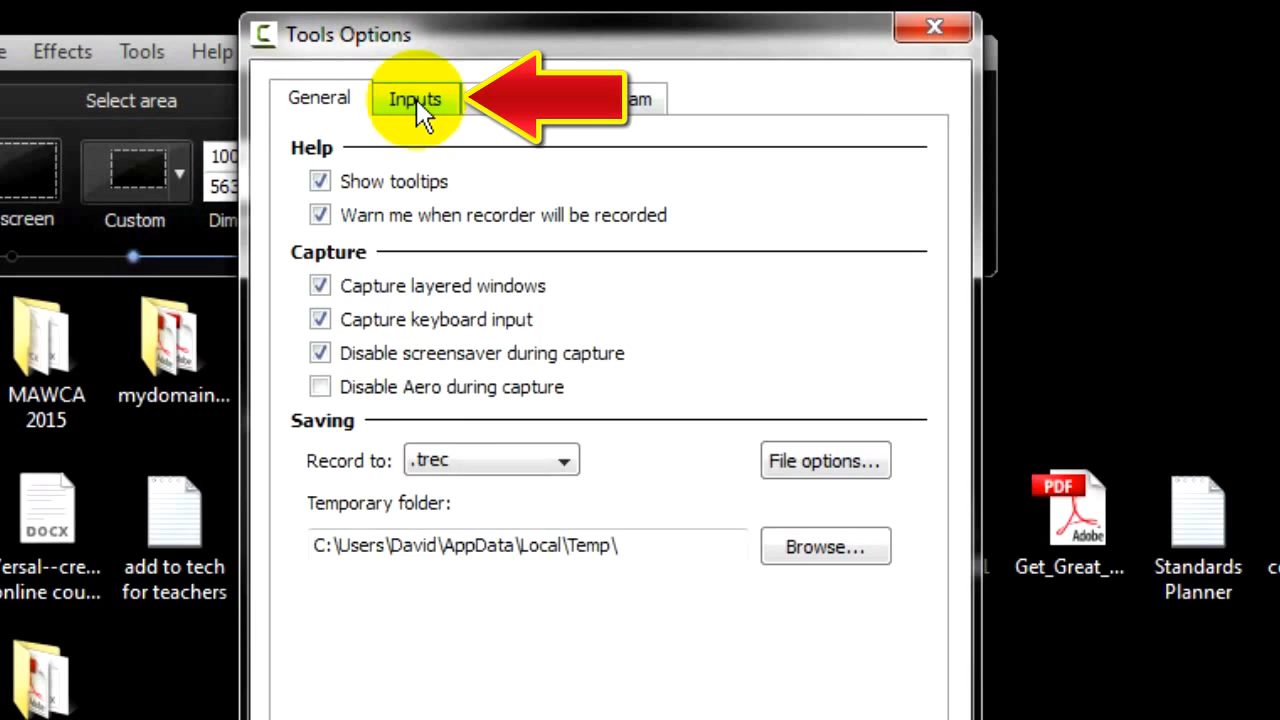 Tools Options
Effects Tools Help
Select area
screen
Custom
General
Inputs
Help
Show tooltips
Warn me when recorder will be recorded
Capture
Capture layered windows
Capture keyboard input
Disable screensaver during capture
Disable Aero during capture
Saving
Record to: .trec
File options...
Temporary folder:
C:\Users\David\AppData\Local\Temp\
Browse...
MAWCA
2015
mydomain...
DOCX
add to tech
for teachers
online cou...
PDF
Adobe
Get_Great_...
Standards
Planner